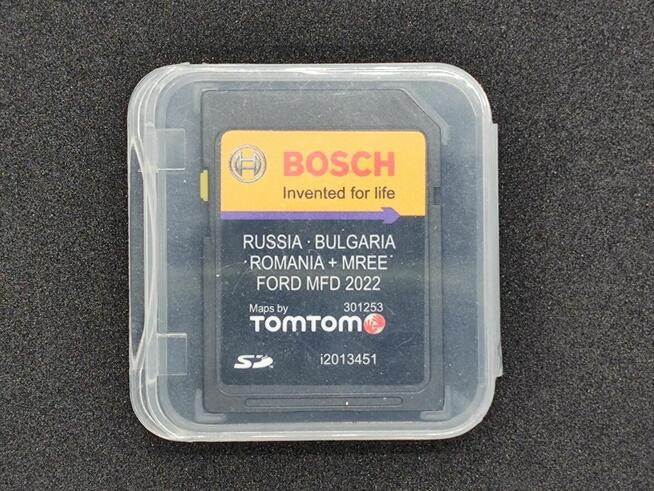 BOSCH
Invented for life
RUSSIA · BULGARIA
·ROMANIA + MREE·
FORD MFD 2022
Maps by 301253
TOMTOM
SD i2013451